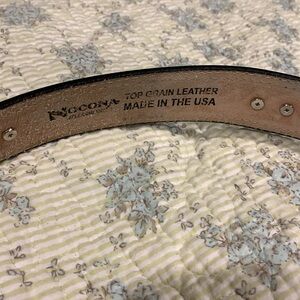 NOCONA
TOP GRAIN LEATHER
MADE IN THE USA